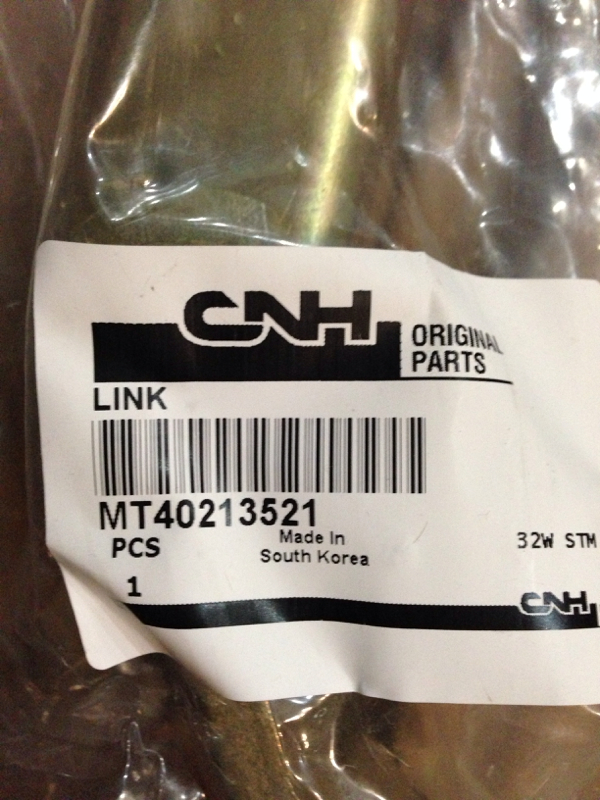 CNH
ORIGINAL
PARTS
LINK
MT40213521
PCS
Made In
South Korea
32W STM
1
CNH